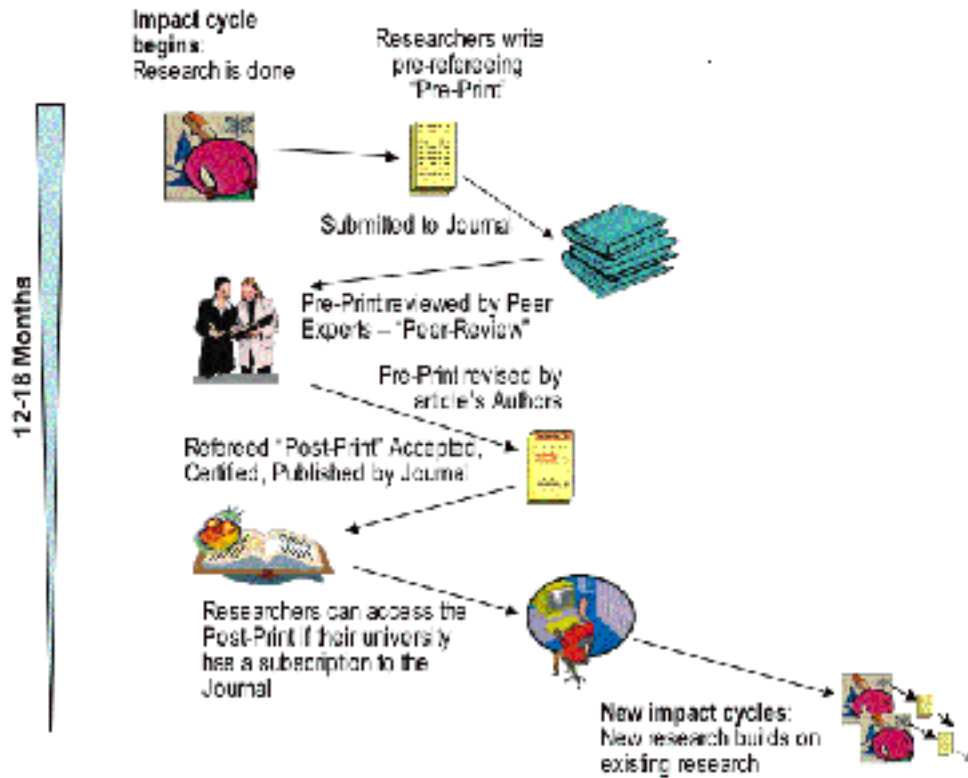 Impact cycle
begins:
Research is done
Researchers write
pre-refereeing
"Pre-Print"
Submitted to Journal
12-18 Months
Pre-Print reviewed by Peer
Experts – "Peer-Review"
Pre-Print revised by
article's Authors
Refereed "Post-Print" Accepted,
Certified, Published by Journal
Researchers can access the
Post-Print if their university
has a subscription to the
Journal
New impact cycles:
New research builds on
existing research